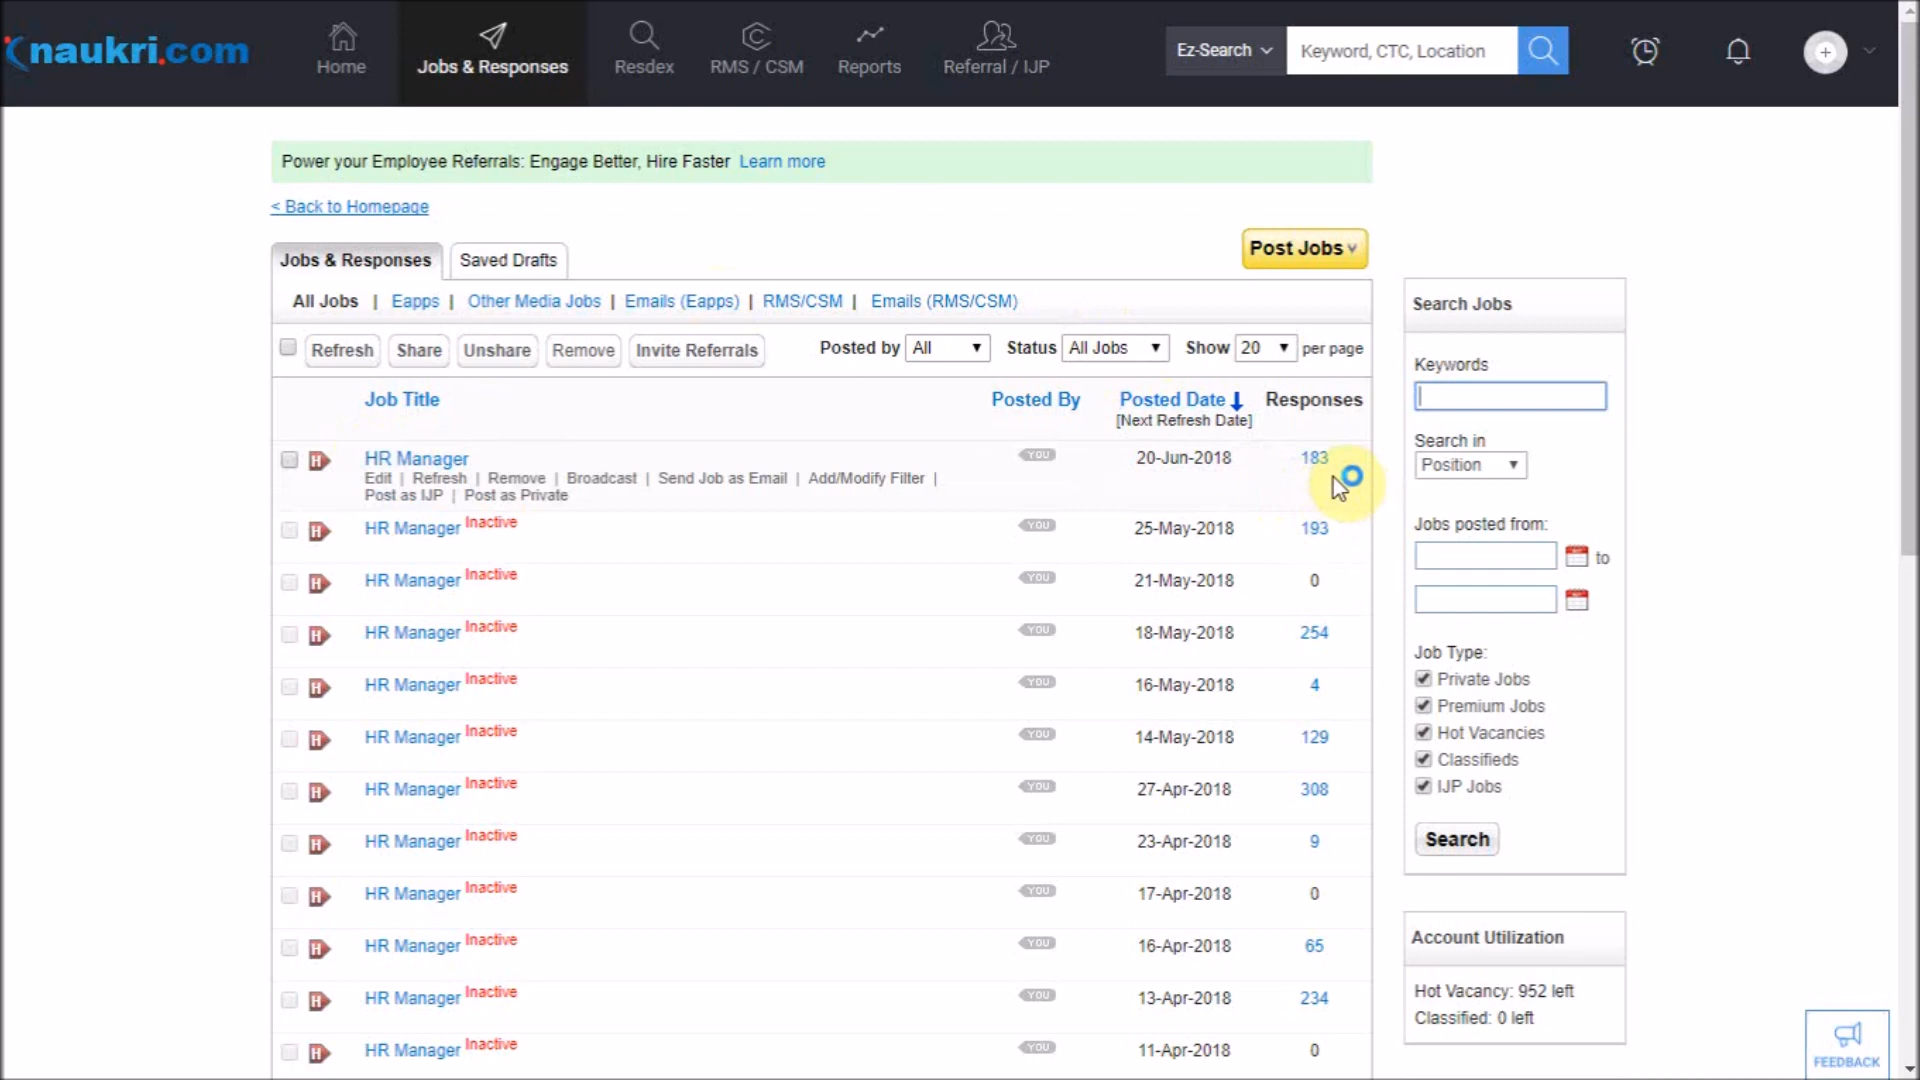 naukri.com
Home
Jobs & Responses
Resdex
RMS / CSM
Reports
Referral / IJP
Ez-Search
Keyword, CTC, Location
Power your Employee Referrals: Engage Better, Hire Faster Learn more
< Back to Homepage
Jobs & Responses
Saved Drafts
Post Jobs
All Jobs | Eapps | Other Media Jobs | Emails (Eapps) | RMS/CSM | Emails (RMS/CSM)
Refresh Share Unshare Remove Invite Referrals Posted by All Status All Jobs Show 20 per page
Job Title Posted By Posted Date Responses
[Next Refresh Date]
HR Manager YOU 20-Jun-2018 183
Edit | Refresh | Remove | Broadcast | Send Job as Email | Add/Modify Filter |
Post as IJP | Post as Private
HR Manager Inactive YOU 25-May-2018 193
HR Manager Inactive YOU 21-May-2018 0
HR Manager Inactive YOU 18-May-2018 254
HR Manager Inactive YOU 16-May-2018 4
HR Manager Inactive YOU 14-May-2018 129
HR Manager Inactive YOU 27-Apr-2018 308
HR Manager Inactive YOU 23-Apr-2018 9
HR Manager Inactive YOU 17-Apr-2018 0
HR Manager Inactive YOU 16-Apr-2018 65
HR Manager Inactive YOU 13-Apr-2018 234
HR Manager Inactive YOU 11-Apr-2018 0
Search Jobs
Keywords
Search in
Position
Jobs posted from:
to
Job Type:
Private Jobs
Premium Jobs
Hot Vacancies
Classifieds
IJP Jobs
Search
Account Utilization
Hot Vacancy: 952 left
Classified: 0 left
FEEDBACK